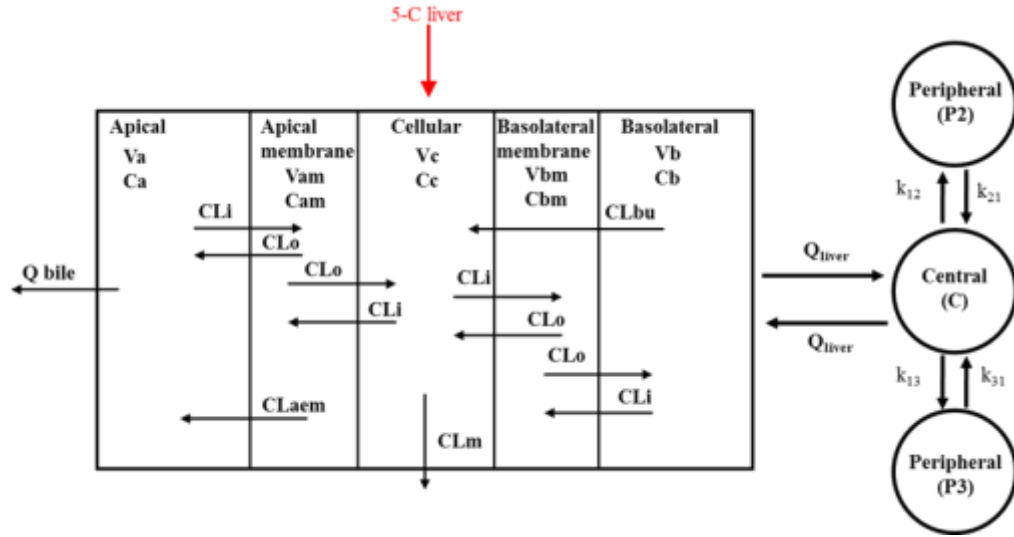 5-C liver
Apical
Va
Ca
Apical
membrane
Vam
Cam
Cellular
Vc
Cc
Basolateral
membrane
Vbm
Cbm
Basolateral
Vb
Cb
CLi
CLo
CLo
CLi
CLaem
CLm
CLbu
CLi
CLo
CLo
CLi
Q bile
Qliver
Qliver
Peripheral
(P2)
k12
k21
Central
(C)
k13
k31
Peripheral
(P3)